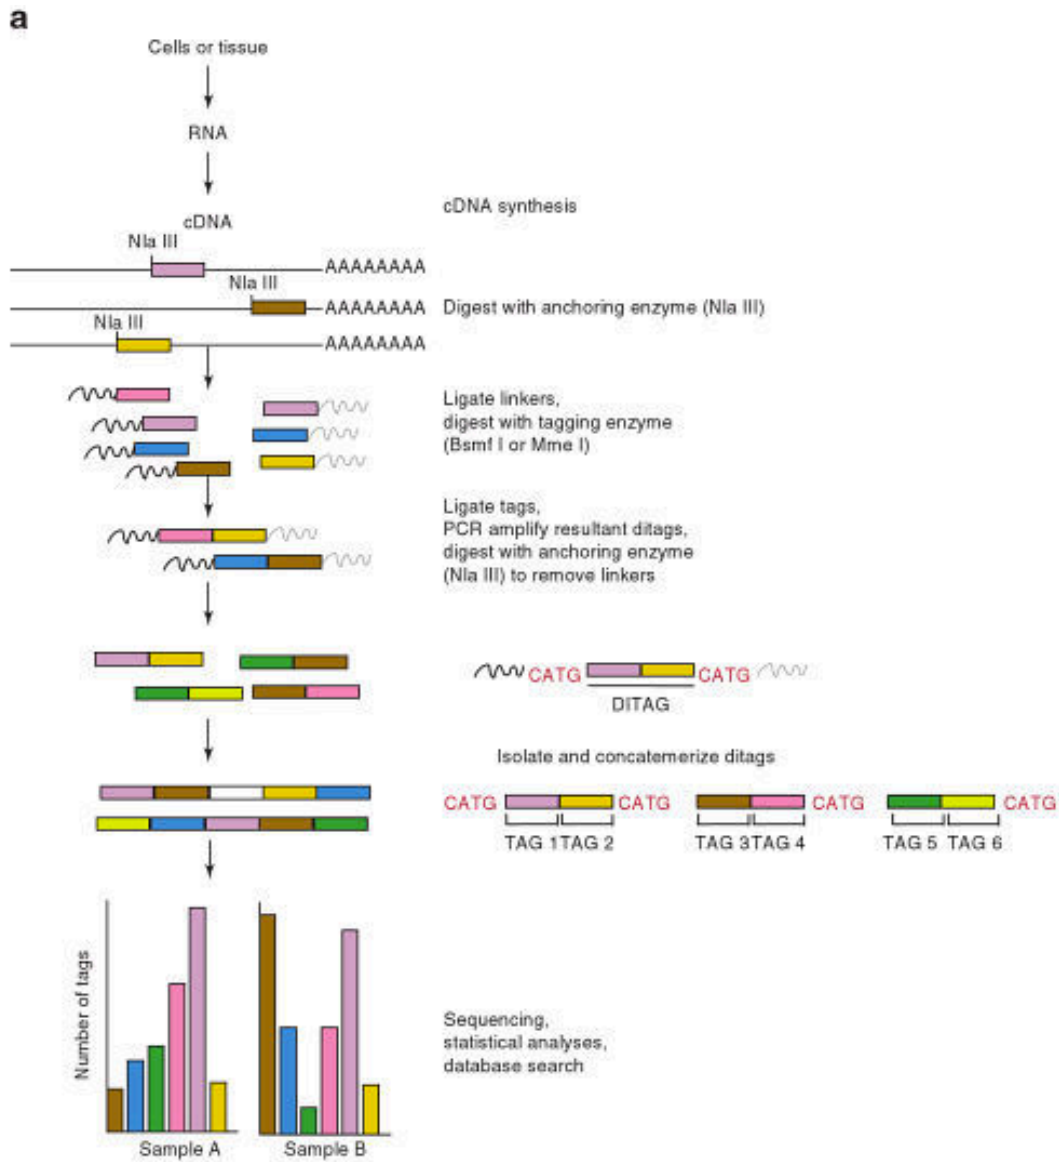 a
Cells or tissue
RNA
cDNA synthesis
cDNA
Nla III
AAAAAAAA
Nla III
AAAAAAAA
Digest with anchoring enzyme (Nla III)
Nla III
AAAAAAAA
Ligate linkers,
digest with tagging enzyme
(Bsmf I or Mme I)
Ligate tags,
PCR amplify resultant ditags,
digest with anchoring enzyme
(Nla III) to remove linkers
CATG CATG
DITAG
Isolate and concatemerize ditags
CATG CATG CATG CATG
TAG 1 TAG 2 TAG 3 TAG 4 TAG 5 TAG 6
Number of tags
Sequencing,
statistical analyses,
database search
Sample A Sample B